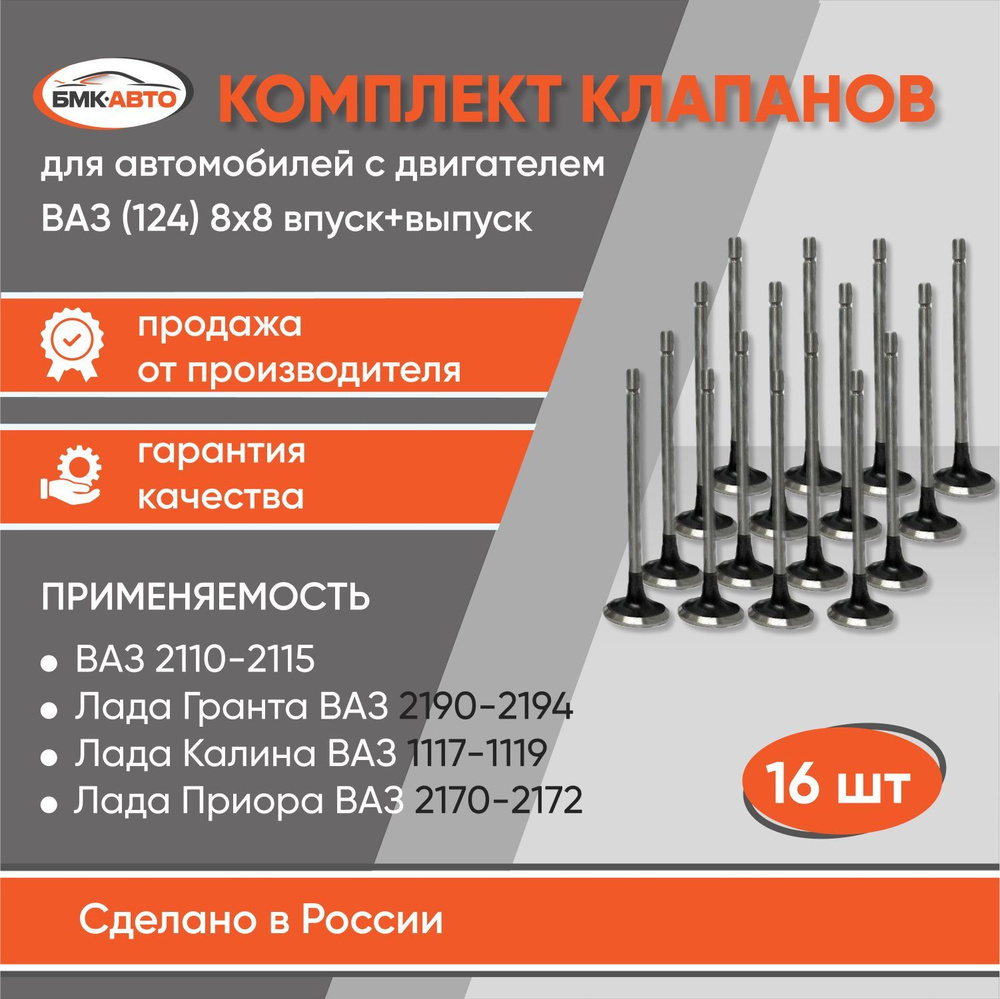 БМК·АВТО
КОМПЛЕКТ КЛАПАНОВ
для автомобилей с двигателем
ВАЗ (124) 8х8 впуск+выпуск
продажа
от производителя
гарантия
качества
ПРИМЕНЯЕМОСТЬ
• ВАЗ 2110-2115
• Лада Гранта ВАЗ 2190-2194
• Лада Калина ВАЗ 1117-1119
• Лада Приора ВАЗ 2170-2172
16 шт
Сделано в России